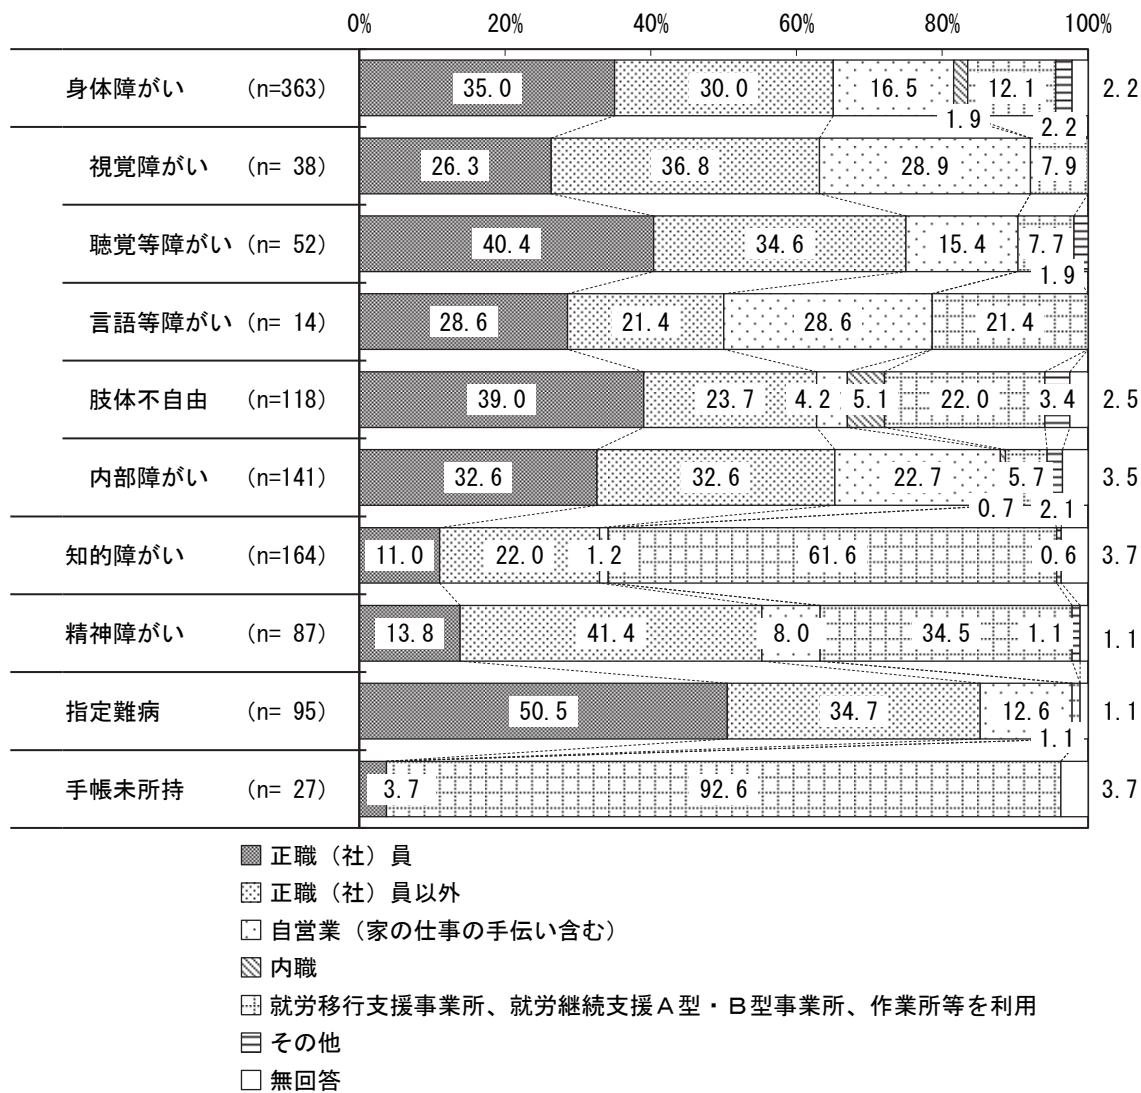 0% 20% 40% 60% 80% 100%
身体障がい (n=363) 35.0 30.0 16.5 1.9 12.1 2.2 2.2
視覚障がい (n= 38) 26.3 36.8 28.9 7.9
聴覚等障がい (n= 52) 40.4 34.6 15.4 7.7 1.9
言語等障がい (n= 14) 28.6 21.4 28.6 21.4
肢体不自由 (n=118) 39.0 23.7 4.2 5.1 22.0 3.4 2.5
内部障がい (n=141) 32.6 32.6 22.7 0.7 5.7 2.1 3.5
知的障がい (n=164) 11.0 22.0 1.2 61.6 0.6 3.7
精神障がい (n= 87) 13.8 41.4 8.0 34.5 1.1 1.1
指定難病 (n= 95) 50.5 34.7 12.6 1.1 1.1
手帳未所持 (n= 27) 3.7 92.6 3.7
正職（社）員
正職（社）員以外
自営業（家の仕事の手伝い含む）
内職
就労移行支援事業所、就労継続支援Ａ型・Ｂ型事業所、作業所等を利用
その他
無回答